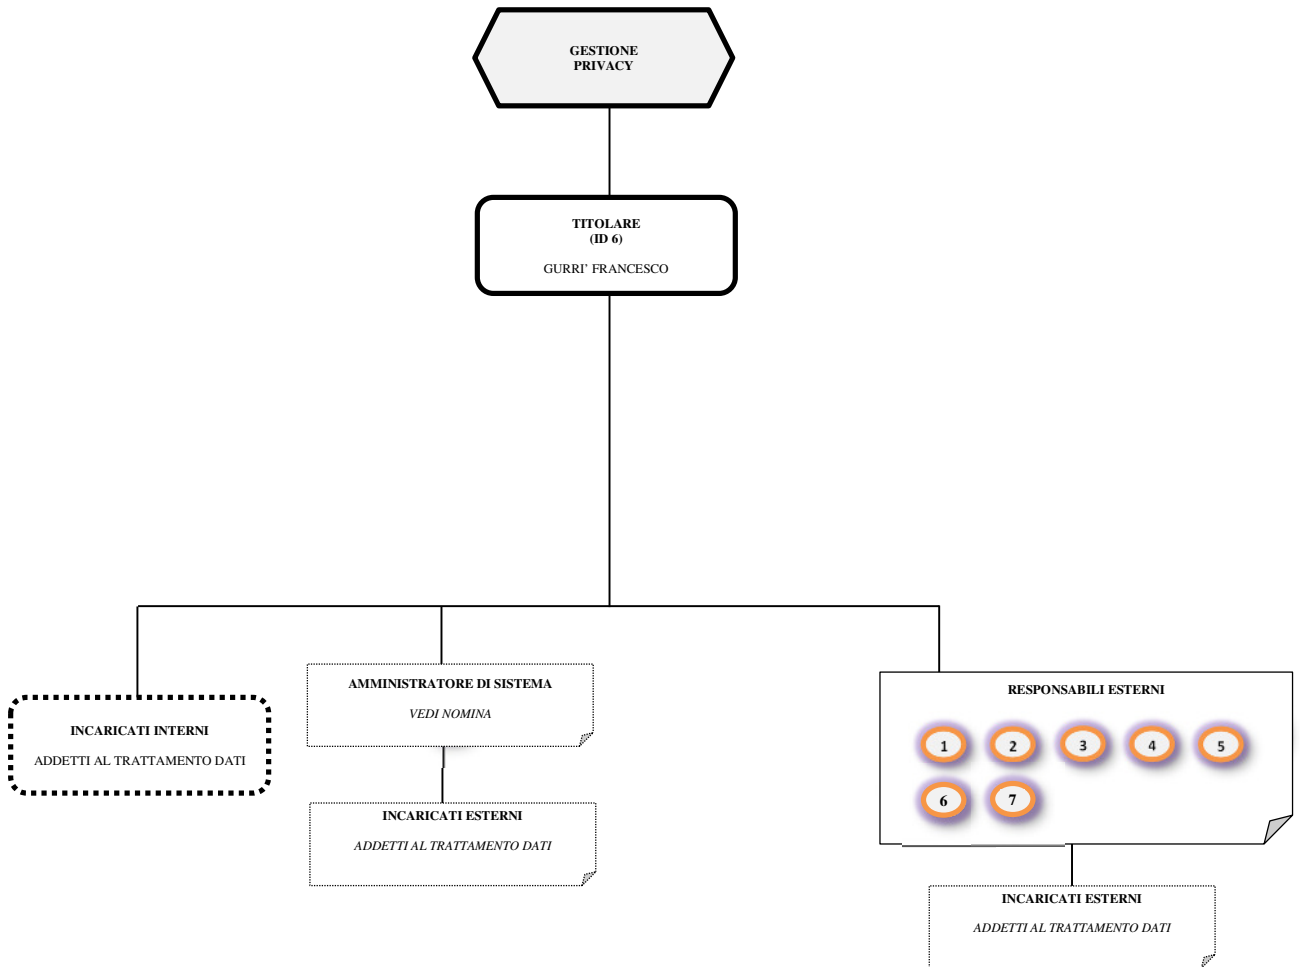 GESTIONE
PRIVACY
TITOLARE
(ID 6)
GURRI' FRANCESCO
INCARICATI INTERNI
ADDETTI AL TRATTAMENTO DATI
AMMINISTRATORE DI SISTEMA
VEDI NOMINA
INCARICATI ESTERNI
ADDETTI AL TRATTAMENTO DATI
RESPONSABILI ESTERNI
1 2 3 4 5
6 7
INCARICATI ESTERNI
ADDETTI AL TRATTAMENTO DATI